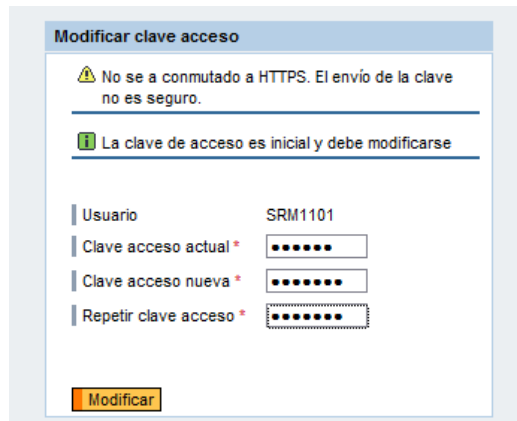 Modificar clave acceso
No se a conmutado a HTTPS. El envío de la clave
no es seguro.
La clave de acceso es inicial y debe modificarse
Usuario SRM1101
Clave acceso actual * ••••••
Clave acceso nueva * •••••••
Repetir clave acceso * •••••••
Modificar